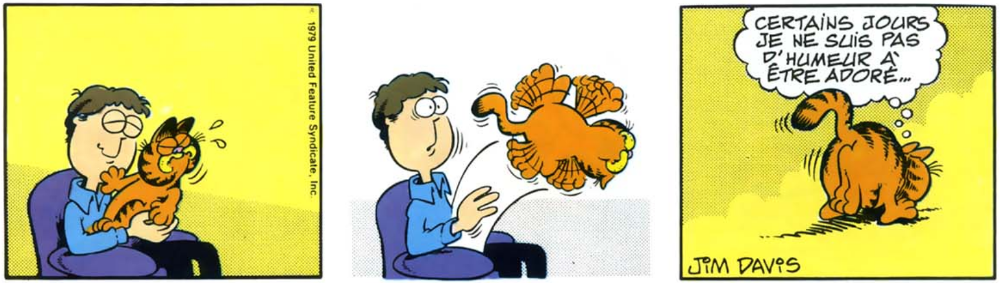 1979 United Feature Syndicate, Inc.
CERTAINS JOURS
JE NE SUIS PAS
D'HUMEUR À
ÊTRE ADORÉ...
JIM DAVIS